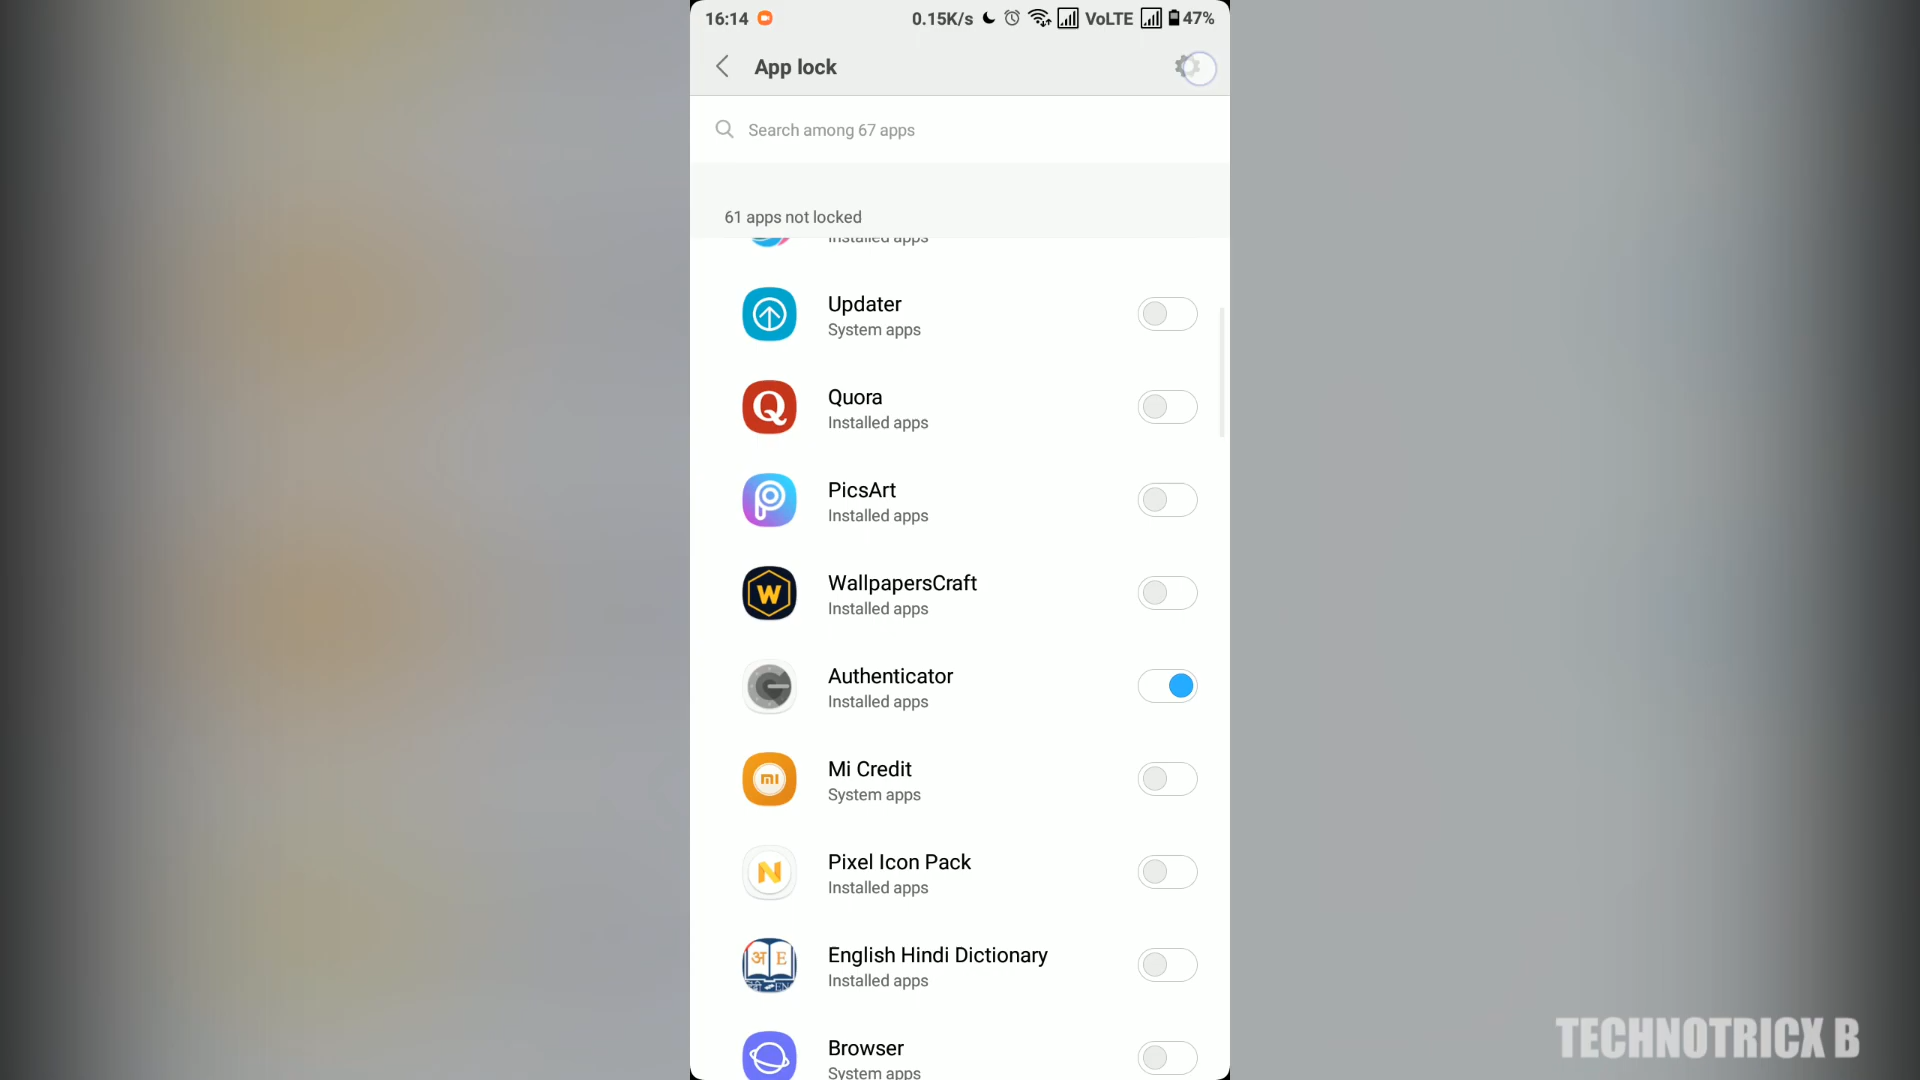 16:14 0.15K/s VoLTE 47%
App lock
Search among 67 apps
61 apps not locked
Installed apps
Updater
System apps
Quora
Installed apps
PicsArt
Installed apps
WallpapersCraft
Installed apps
Authenticator
Installed apps
Mi Credit
System apps
Pixel Icon Pack
Installed apps
English Hindi Dictionary
Installed apps
Browser
System apps
TECHNOTRICX B